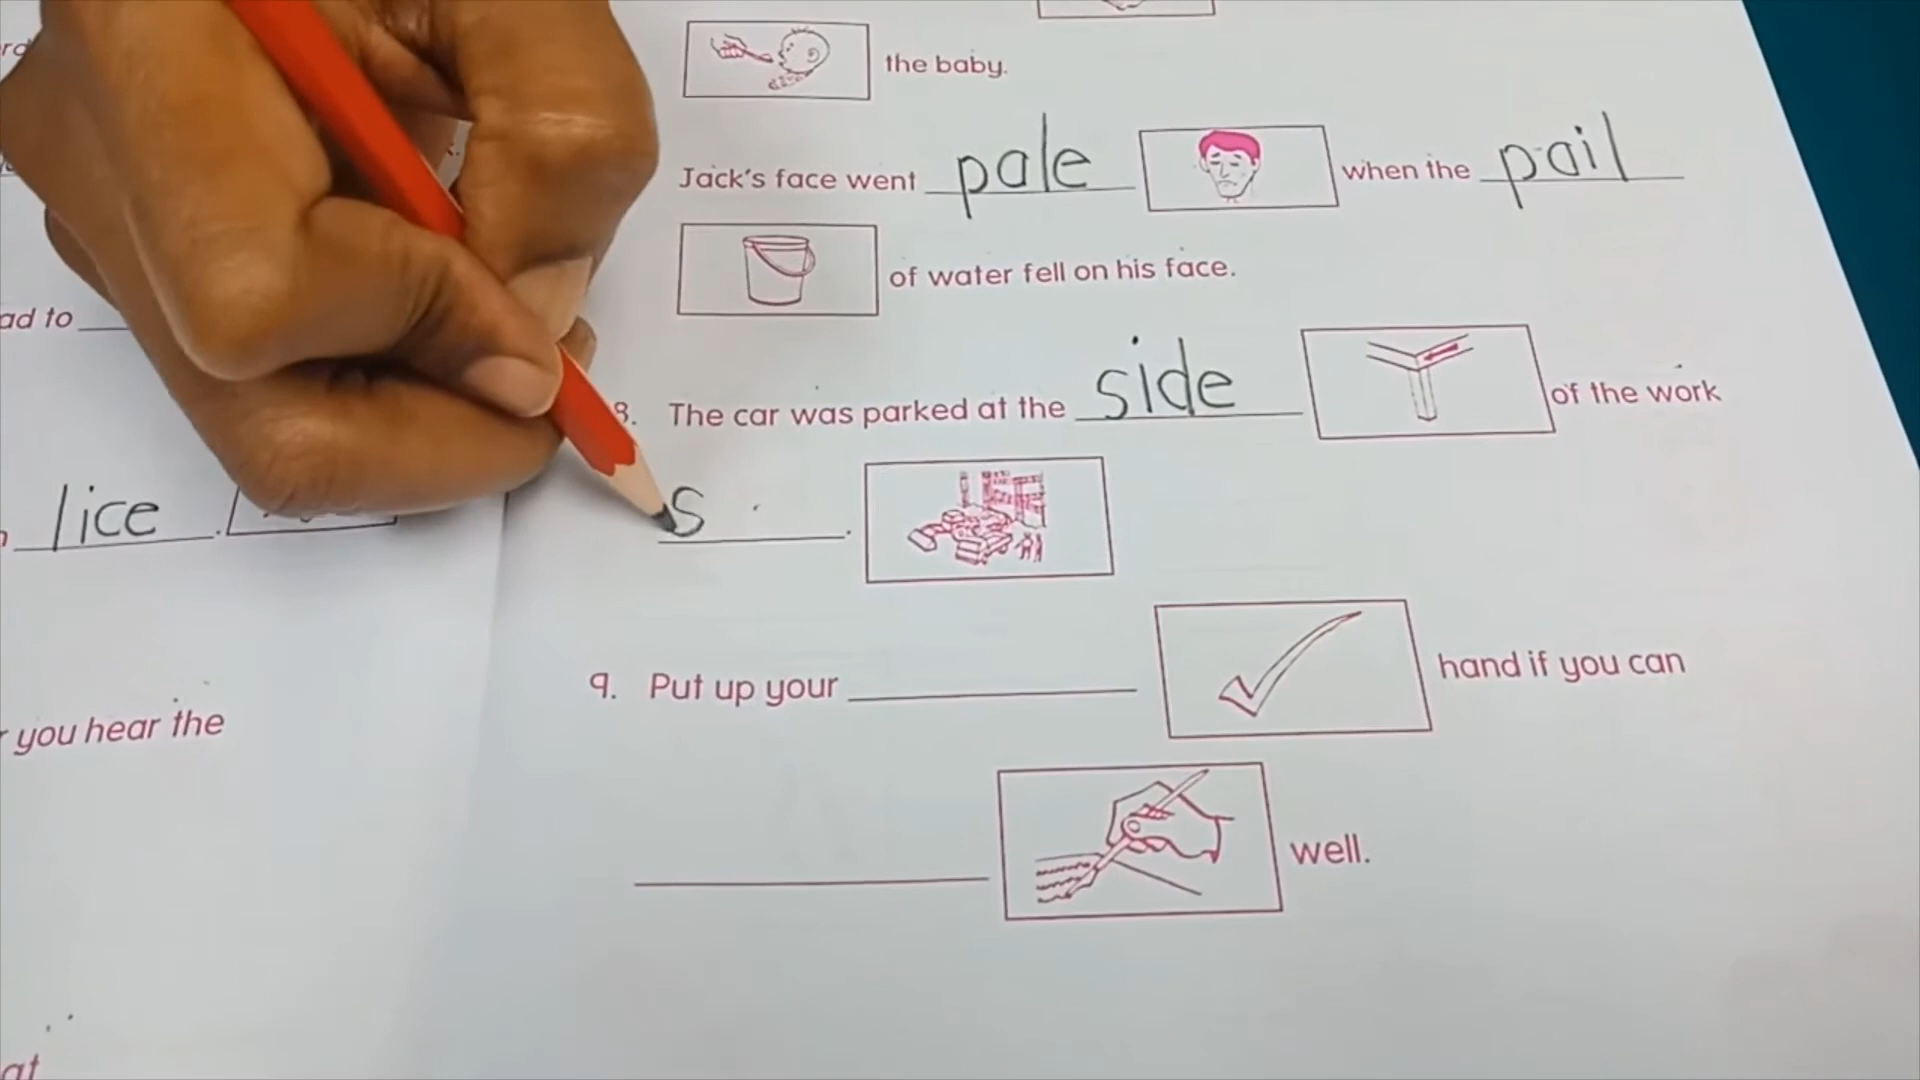 the baby.
Jack's face went pale when the pail
of water fell on his face.
8. The car was parked at the side of the work
s .
9. Put up your hand if you can
well.
ad to
lice .
you hear the
at